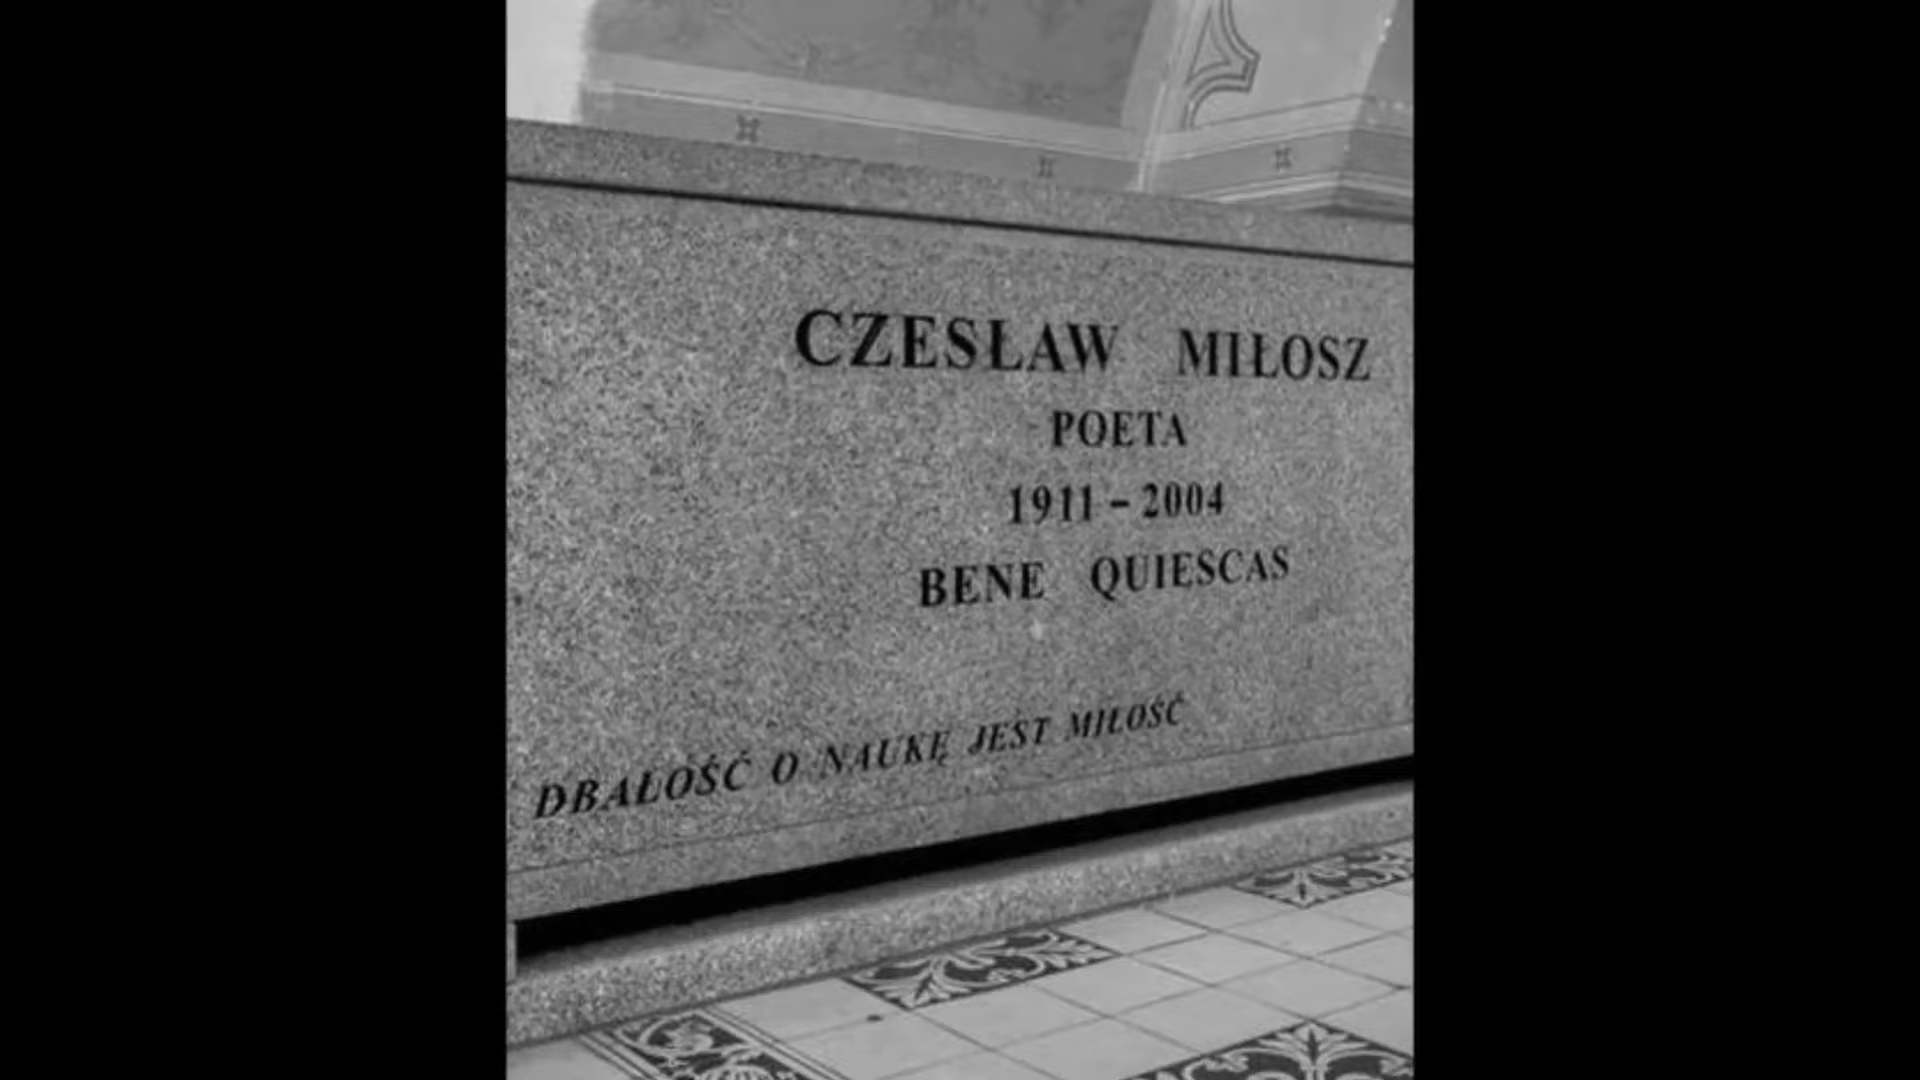 CZESŁAW MIŁOSZ
POETA
1911 – 2004
BENE QUIESCAS
DBAŁOŚĆ O NAUKĘ JEST MIŁOŚĆ